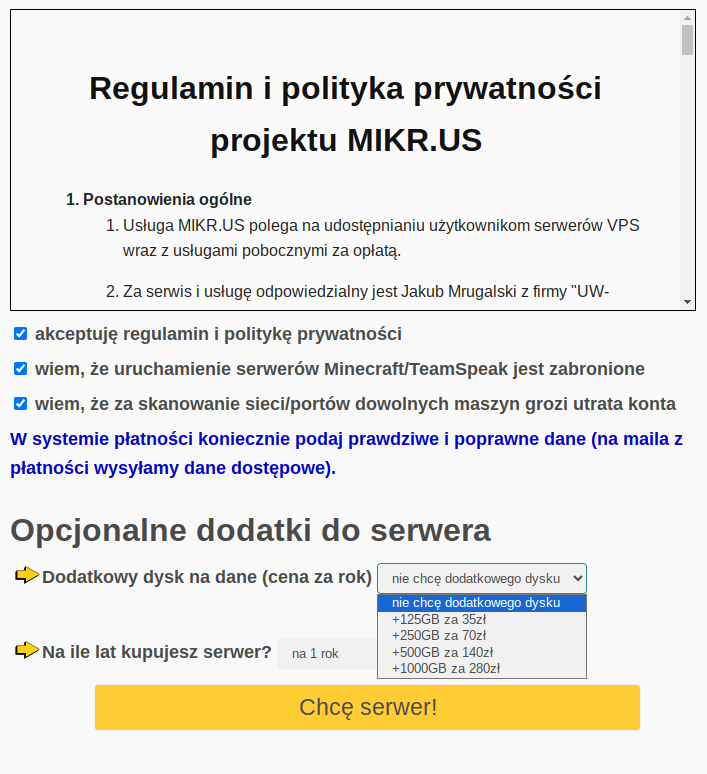 Regulamin i polityka prywatności
projektu MIKR.US
1. Postanowienia ogólne
1. Usługa MIKR.US polega na udostępnianiu użytkownikom serwerów VPS
wraz z usługami pobocznymi za opłatą.
2. Za serwis i usługę odpowiedzialny jest Jakub Mrugalski z firmy "UW-
akceptuję regulamin i politykę prywatności
wiem, że uruchamienie serwerów Minecraft/TeamSpeak jest zabronione
wiem, że za skanowanie sieci/portów dowolnych maszyn grozi utrata konta
W systemie płatności koniecznie podaj prawdziwe i poprawne dane (na maila z
płatności wysyłamy dane dostępowe).
Opcjonalne dodatki do serwera
Dodatkowy dysk na dane (cena za rok) nie chcę dodatkowego dysku
nie chcę dodatkowego dysku
+125GB za 35zł
+250GB za 70zł
+500GB za 140zł
+1000GB za 280zł
Na ile lat kupujesz serwer? na 1 rok
Chcę serwer!